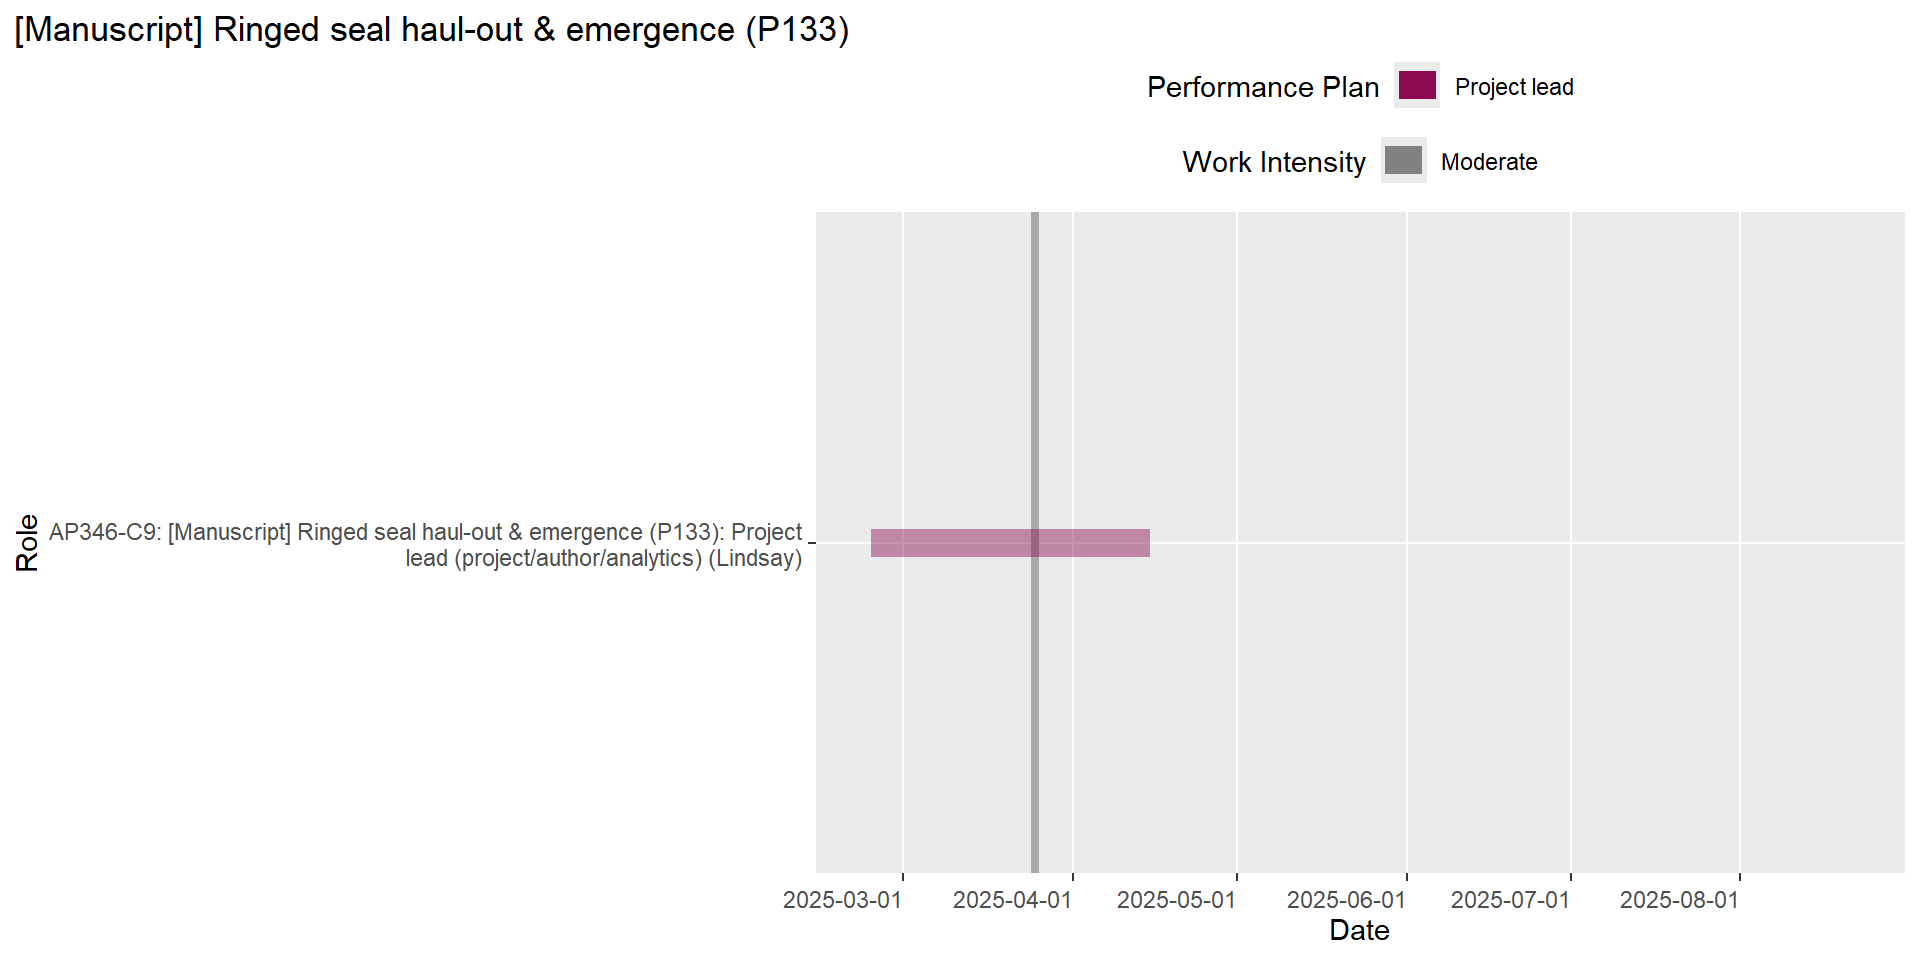 [Manuscript] Ringed seal haul-out & emergence (P133)
Performance Plan
Project lead
Work Intensity
Moderate
Role
AP346-C9: [Manuscript] Ringed seal haul-out & emergence (P133): Project
lead (project/author/analytics) (Lindsay)
2025-03-01
2025-04-01
2025-05-01
2025-06-01
2025-07-01
2025-08-01
Date